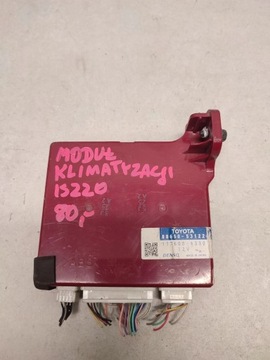 MODUŁ
KLIMATYZACJI
IS220
80,-
TOYOTA
88650-53122
DENSO